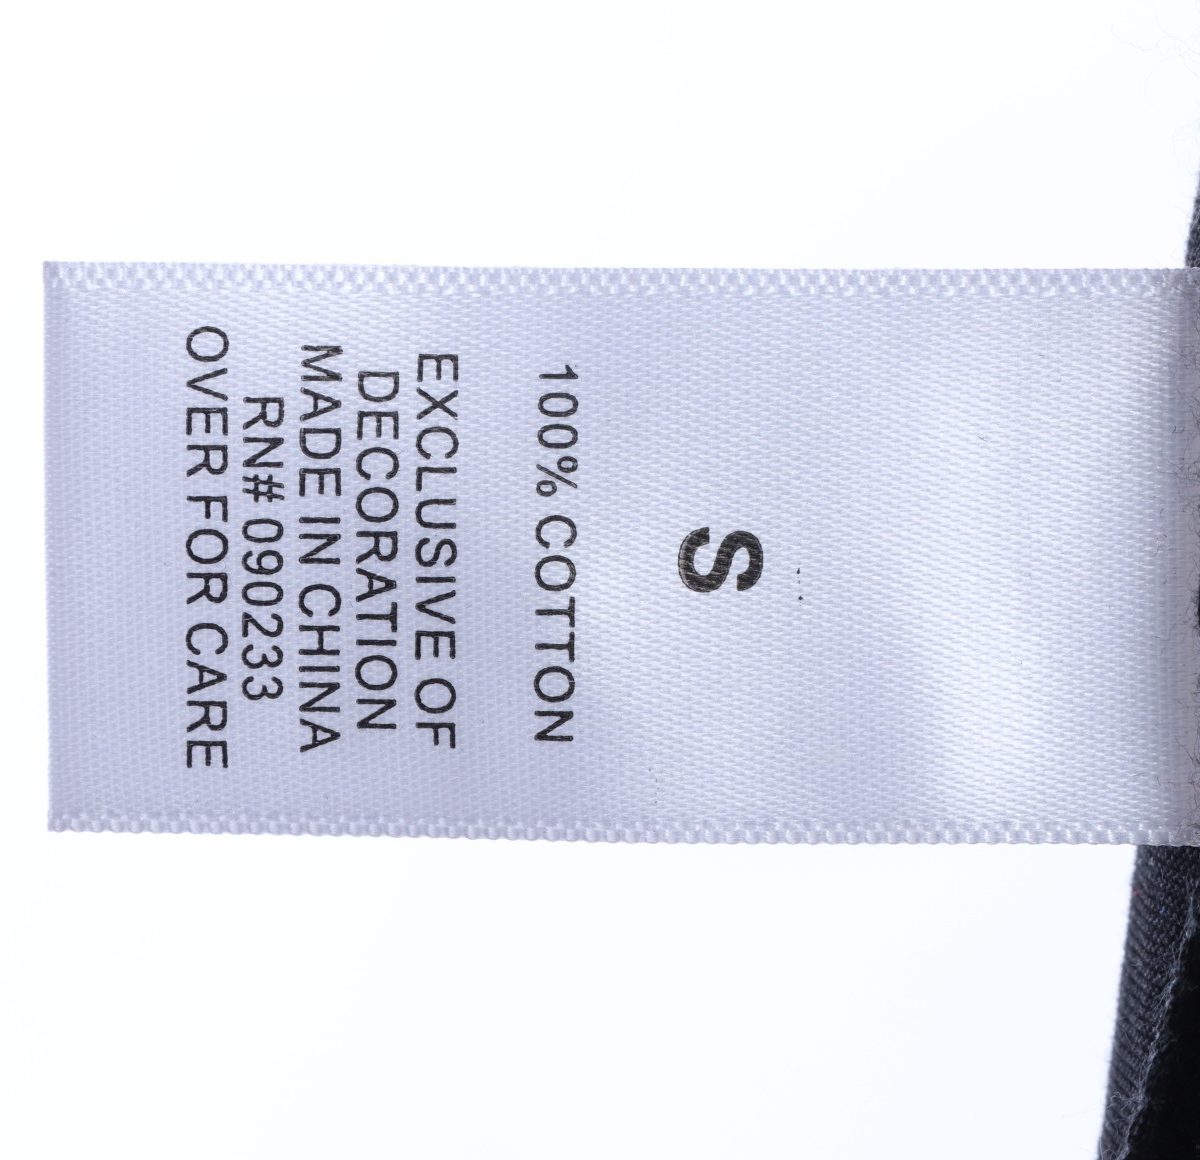 S
100% COTTON
EXCLUSIVE OF
DECORATION
MADE IN CHINA
RN# 090233
OVER FOR CARE